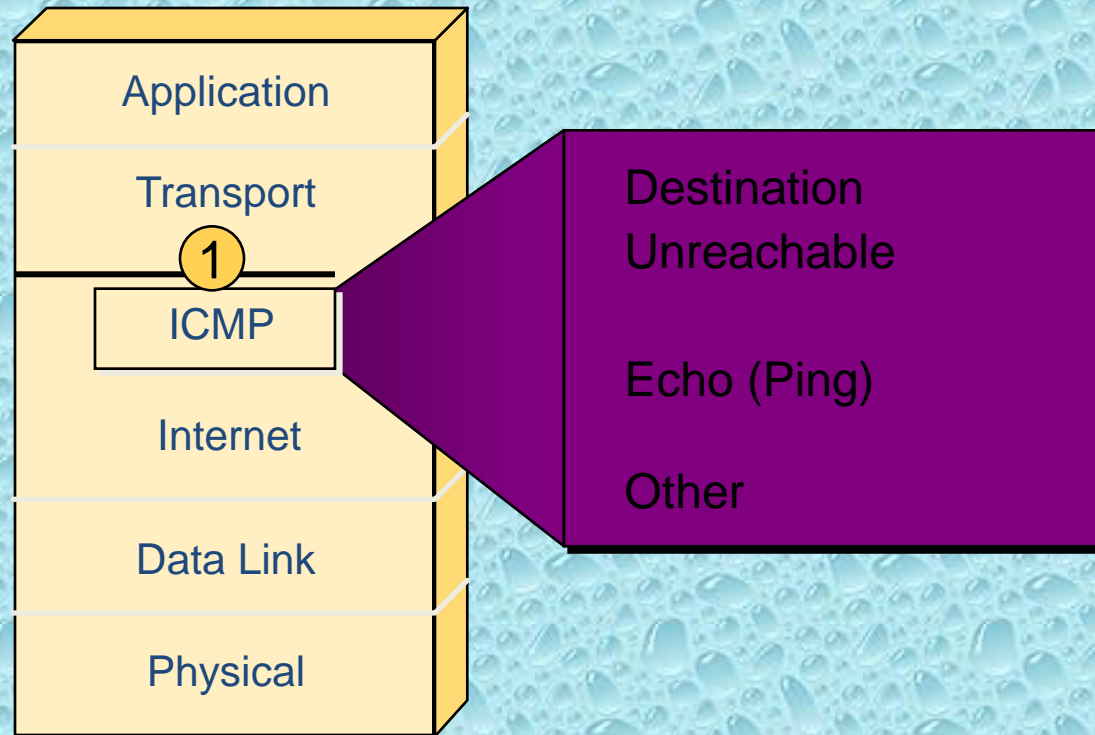 Application
Transport
1
ICMP
Internet
Data Link
Physical
Destination
Unreachable
Echo (Ping)
Other